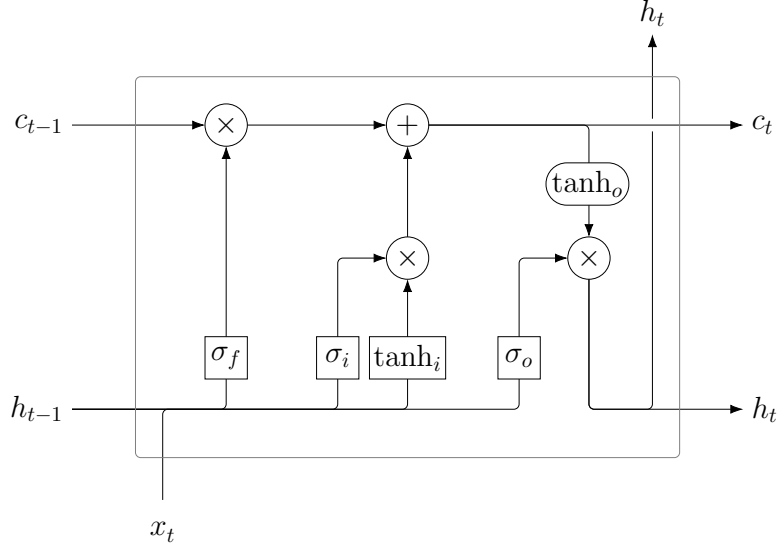 h_t
c_{t-1} × + c_t
tanh_o
× ×
σ_f σ_i tanh_i σ_o
h_{t-1} h_t
x_t